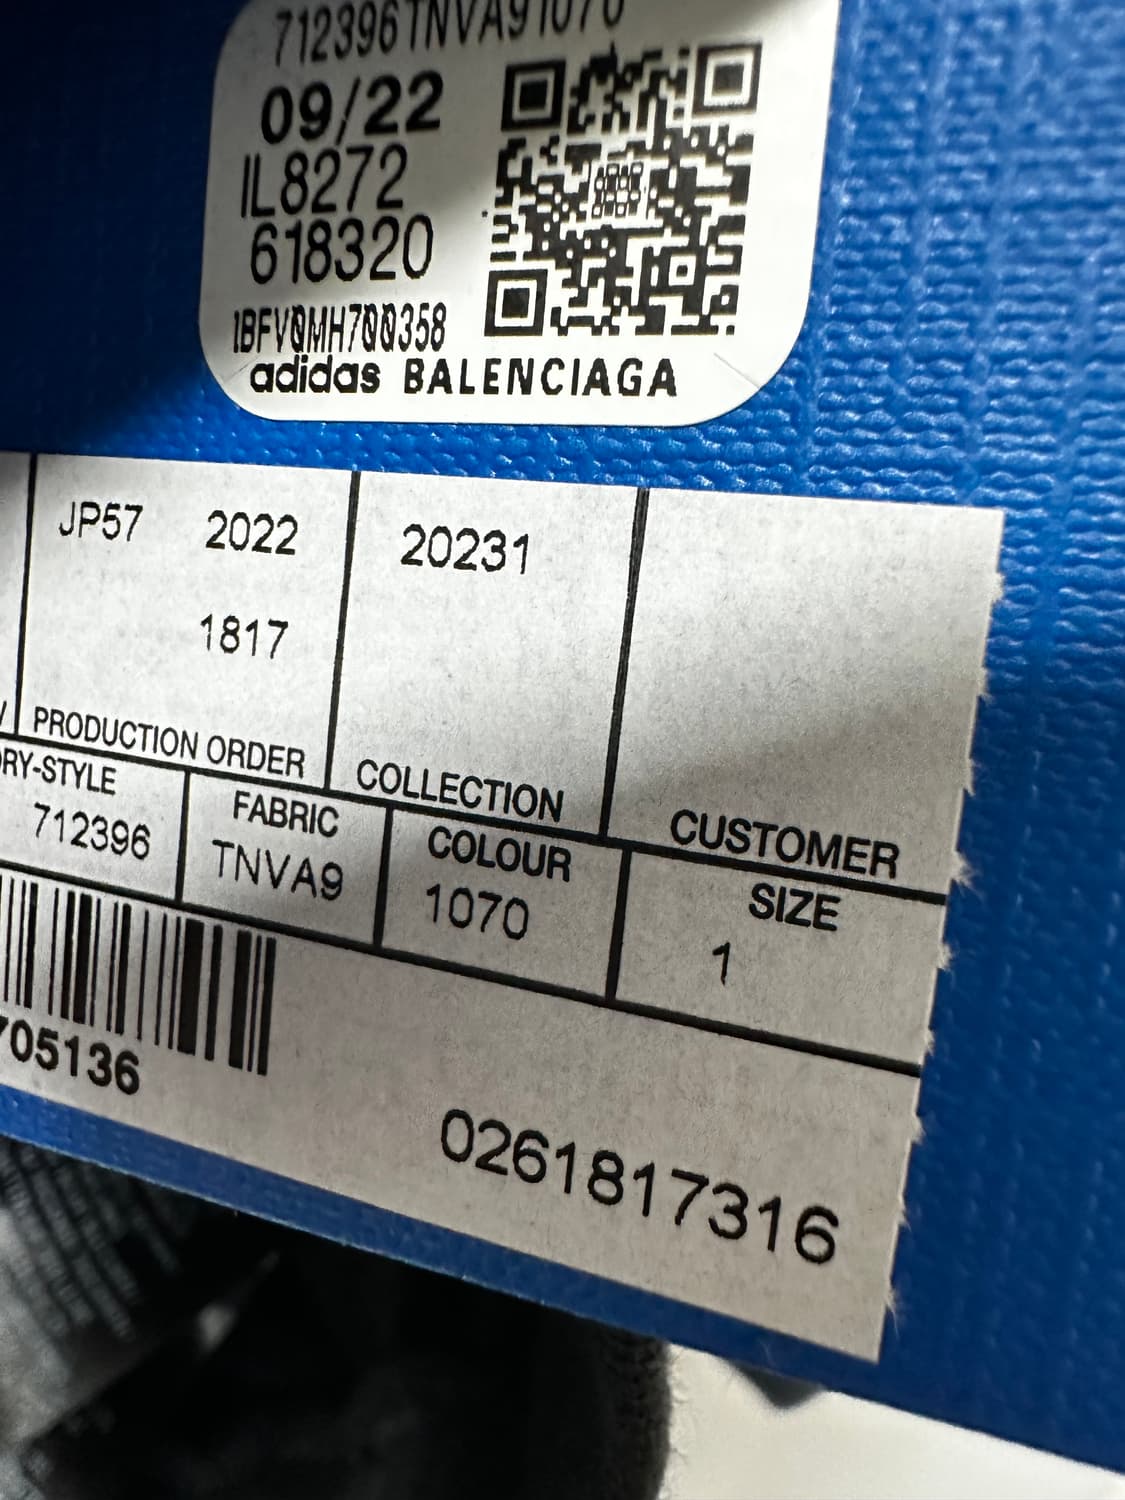 712396TNVA91070
09/22
IL8272
618320
1BFV0MH700358
adidas BALENCIAGA
JP57 2022 20231
1817
PRODUCTION ORDER COLLECTION CUSTOMER
RY-STYLE FABRIC COLOUR SIZE
712396 TNVA9 1070 1
705136
0261817316